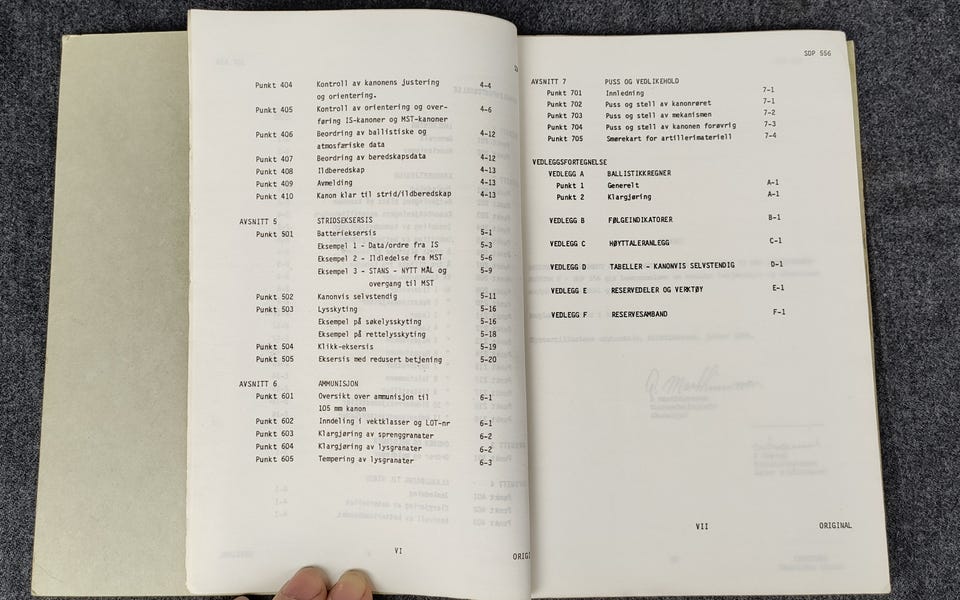 Punkt 404 Kontroll av kanonens justering 4-4
og orientering.
Punkt 405 Kontroll av orientering og over- 4-6
føring IS-kanoner og MST-kanoner
Punkt 406 Beordring av ballistiske og 4-12
atmosfæriske data
Punkt 407 Beordring av beredskapsdata 4-12
Punkt 408 Ildberedskap 4-13
Punkt 409 Avmelding 4-13
Punkt 410 Kanon klar til strid/ildberedskap 4-13
AVSNITT 5 STRIDSEKSERSIS
Punkt 501 Batterieksersis 5-1
Eksempel 1 - Data/ordre fra IS 5-3
Eksempel 2 - Ildledelse fra MST 5-6
Eksempel 3 - STANS - NYTT MÅL og 5-9
overgang til MST
Punkt 502 Kanonvis selvstendig 5-11
Punkt 503 Lysskyting 5-16
Eksempel på søkelysskyting 5-16
Eksempel på rettelysskyting 5-18
Punkt 504 Klikk-eksersis 5-19
Punkt 505 Eksersis med redusert betjening 5-20
AVSNITT 6 AMMUNISJON
Punkt 601 Oversikt over ammunisjon til 6-1
105 mm kanon
Punkt 602 Inndeling i vektklasser og LOT-nr 6-1
Punkt 603 Klargjøring av sprenggranater 6-2
Punkt 604 Klargjøring av lysgranater 6-2
Punkt 605 Tempering av lysgranater 6-3
VI
ORIG
SDP 556
AVSNITT 7 PUSS OG VEDLIKEHOLD
Punkt 701 Innledning 7-1
Punkt 702 Puss og stell av kanonrøret 7-1
Punkt 703 Puss og stell av mekanismen 7-2
Punkt 704 Puss og stell av kanonen forøvrig 7-3
Punkt 705 Smørekart for artillerimateriell 7-4
VEDLEGGSFORTEGNELSE
VEDLEGG A BALLISTIKKREGNER
Punkt 1 Generelt A-1
Punkt 2 Klargjøring A-1
VEDLEGG B FØLGEINDIKATORER B-1
VEDLEGG C HØYTTALERANLEGG C-1
VEDLEGG D TABELLER - KANONVIS SELVSTENDIG D-1
VEDLEGG E RESERVEDELER OG VERKTØY E-1
VEDLEGG F RESERVESAMBAND F-1
VII
ORIGINAL